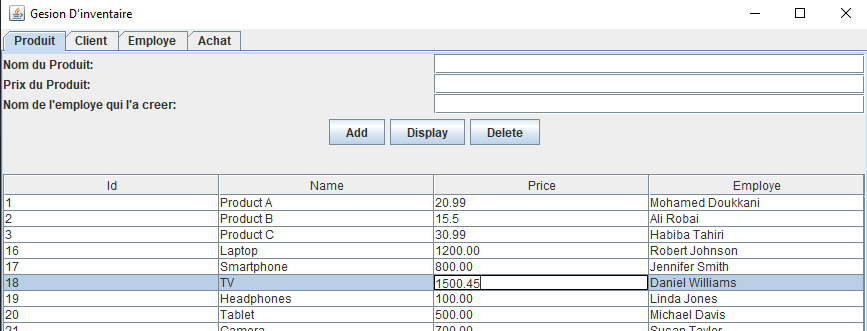 Gesion D'inventaire
Produit Client Employe Achat
Nom du Produit:
Prix du Produit:
Nom de l'employe qui l'a creer:
Add Display Delete
Id Name Price Employe
1 Product A 20.99 Mohamed Doukkani
2 Product B 15.5 Ali Robai
3 Product C 30.99 Habiba Tahiri
16 Laptop 1200.00 Robert Johnson
17 Smartphone 800.00 Jennifer Smith
18 TV 1500.45 Daniel Williams
19 Headphones 100.00 Linda Jones
20 Tablet 500.00 Michael Davis
21 Camera 700.00 Susan Taylor